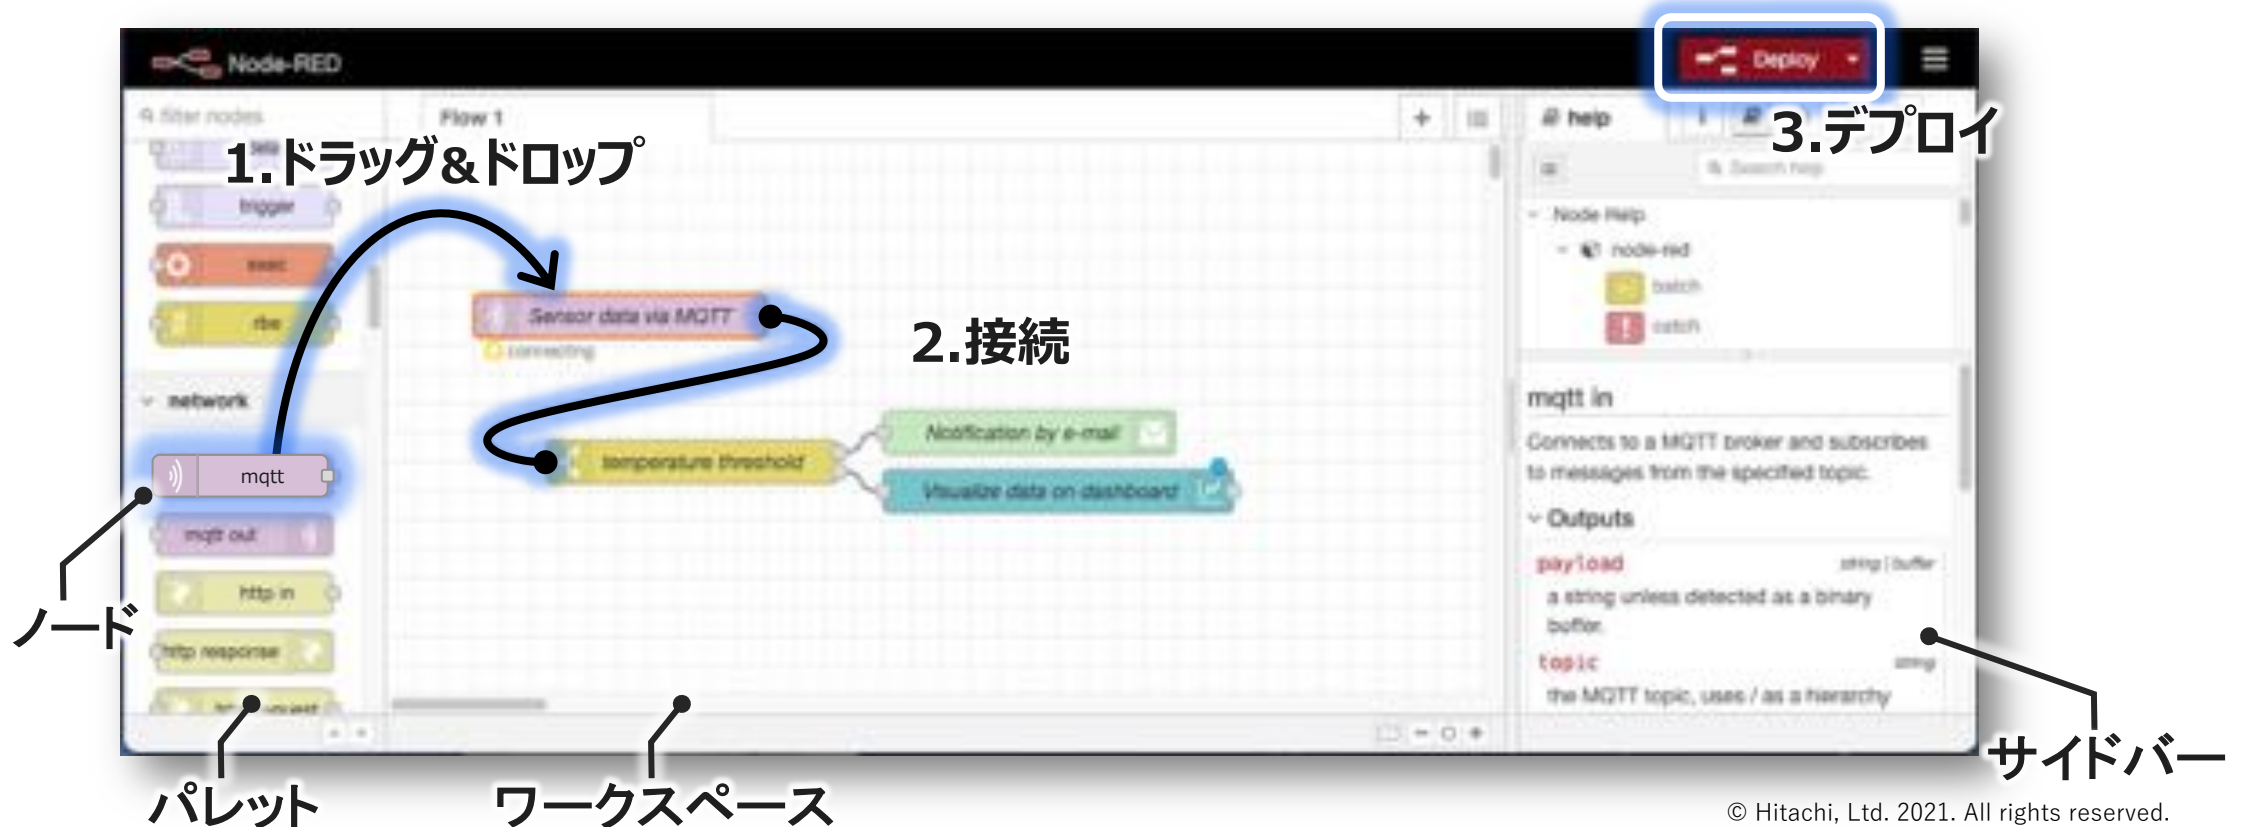 Node-RED
Deploy
filter nodes
Flow 1
help
3.デプロイ
1.ドラッグ&ドロップ
Search help
trigger
Node Help
exec
node-red
batch
Sensor data via MQTT
rbe
catch
connecting
2.接続
network
mqtt in
Notification by e-mail
Connects to a MQTT broker and subscribes
to messages from the specified topic.
temperature threshold
mqtt
Visualize data on dashboard
Outputs
mqtt out
payload
string | buffer
http in
a string unless detected as a binary
buffer.
ノード
http response
topic
string
the MQTT topic, uses / as a hierarchy
サイドバー
パレット
ワークスペース
© Hitachi, Ltd. 2021. All rights reserved.